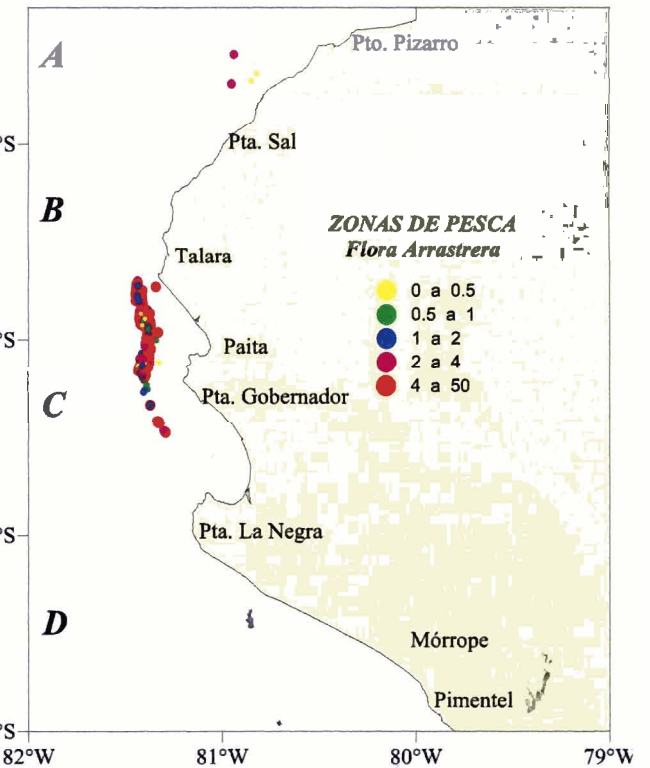 A
Pto. Pizarro
Pta. Sal
B
ZONAS DE PESCA
Flora Arrastrera
Talara
0 a 0.5
0.5 a 1
1 a 2
2 a 4
4 a 50
Paita
C
Pta. Gobernador
Pta. La Negra
D
Mórrope
Pimentel
°S
°S
°S
°S
82°W
81°W
80°W
79°W